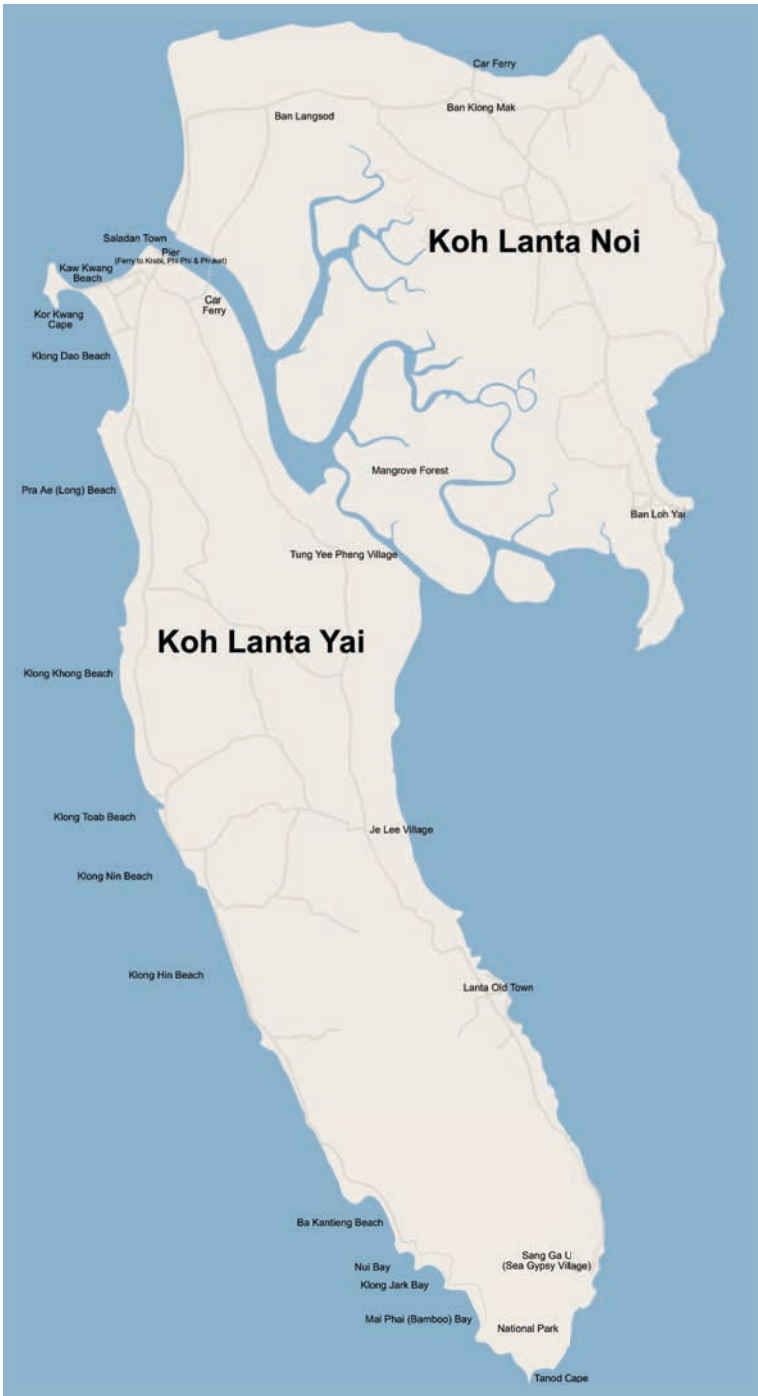 Car Ferry
Ban Klong Mak
Ban Langsod
Koh Lanta Noi
Saladan Town
Pier
(Ferry to Krabi, Phi Phi & Phuket)
Kaw Kwang
Beach
Car
Ferry
Kor Kwang
Cape
Klong Dao Beach
Mangrove Forest
Pra Ae (Long) Beach
Ban Loh Yai
Tung Yee Pheng Village
Koh Lanta Yai
Klong Khong Beach
Klong Toab Beach
Je Lee Village
Klong Nin Beach
Klong Hin Beach
Lanta Old Town
Ba Kantieng Beach
Sang Ga U
(Sea Gypsy Village)
Nui Bay
Klong Jark Bay
Mai Phai (Bamboo) Bay
National Park
Tanod Cape